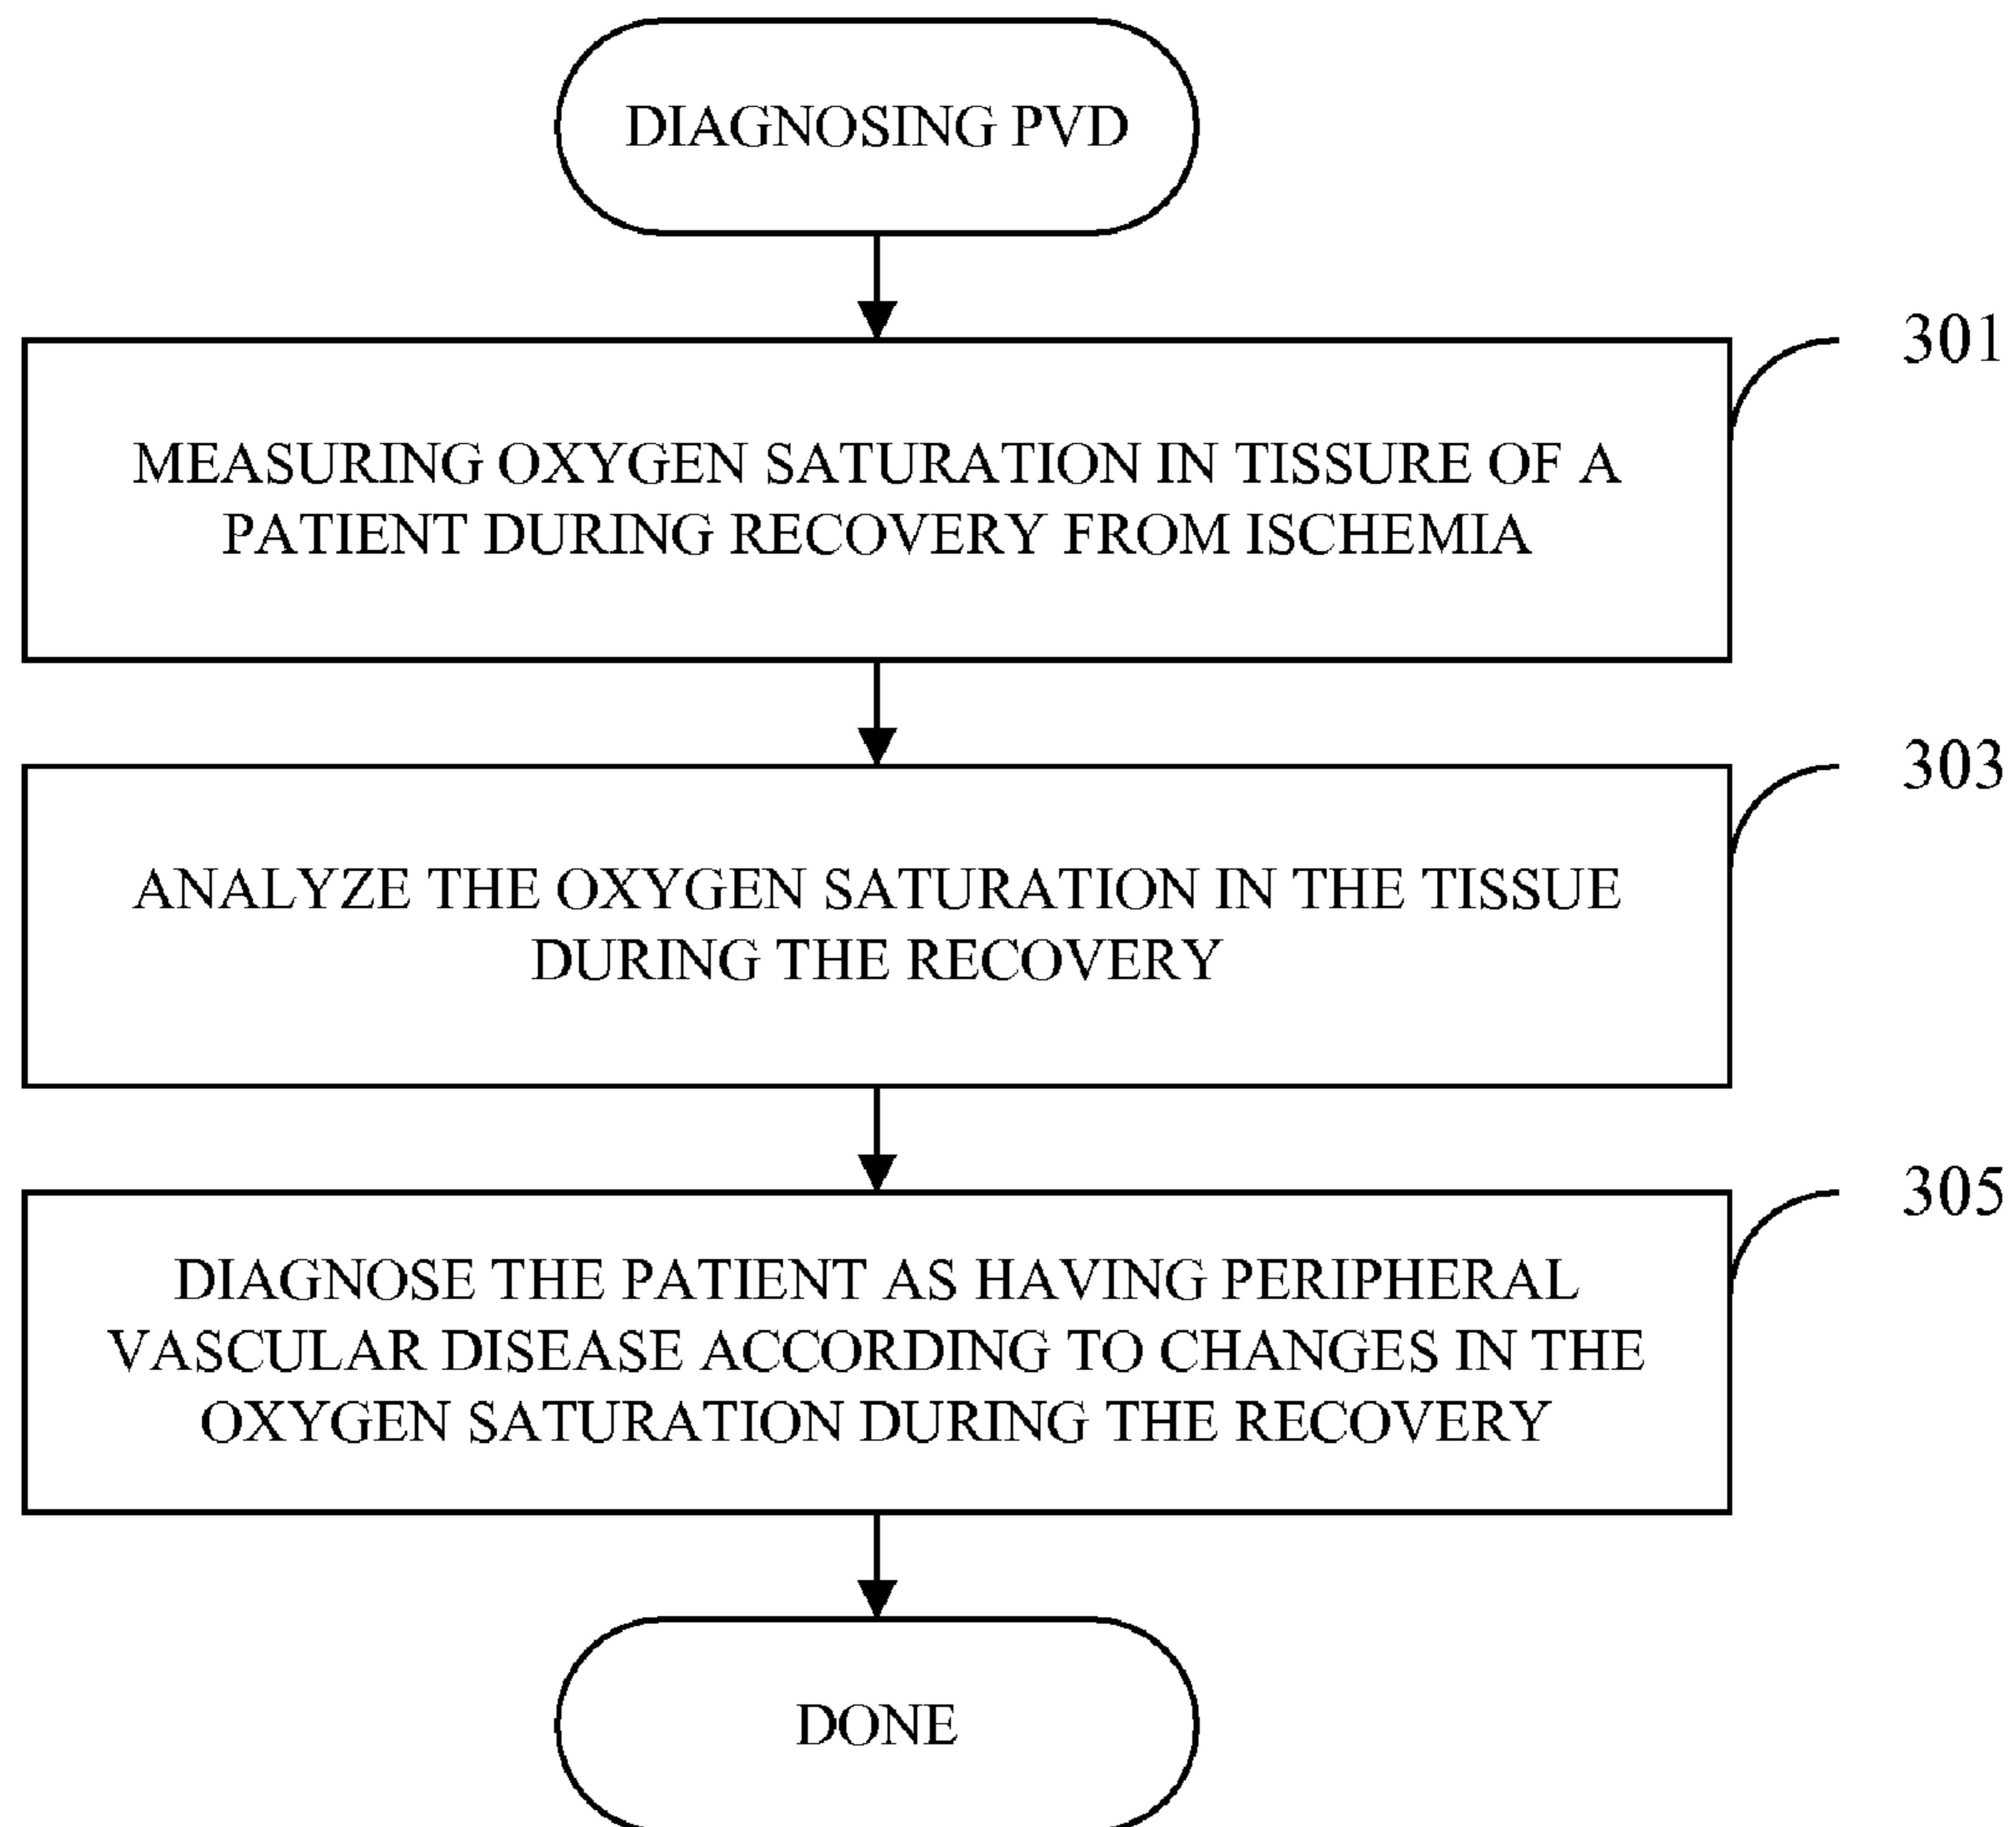 DIAGNOSING PVD
301
MEASURING OXYGEN SATURATION IN TISSURE OF A
PATIENT DURING RECOVERY FROM ISCHEMIA
303
ANALYZE THE OXYGEN SATURATION IN THE TISSUE
DURING THE RECOVERY
305
DIAGNOSE THE PATIENT AS HAVING PERIPHERAL
VASCULAR DISEASE ACCORDING TO CHANGES IN THE
OXYGEN SATURATION DURING THE RECOVERY
DONE